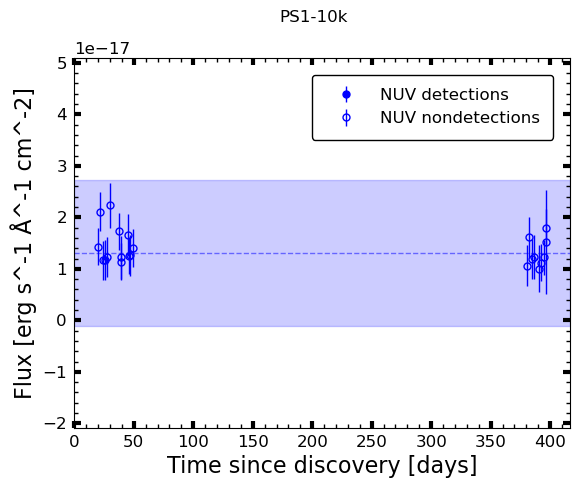 PS1-10k
1e−17
NUV detections
NUV nondetections
5
4
3
2
1
0
−1
−2
Flux [erg s^-1 Å^-1 cm^-2]
0 50 100 150 200 250 300 350 400
Time since discovery [days]